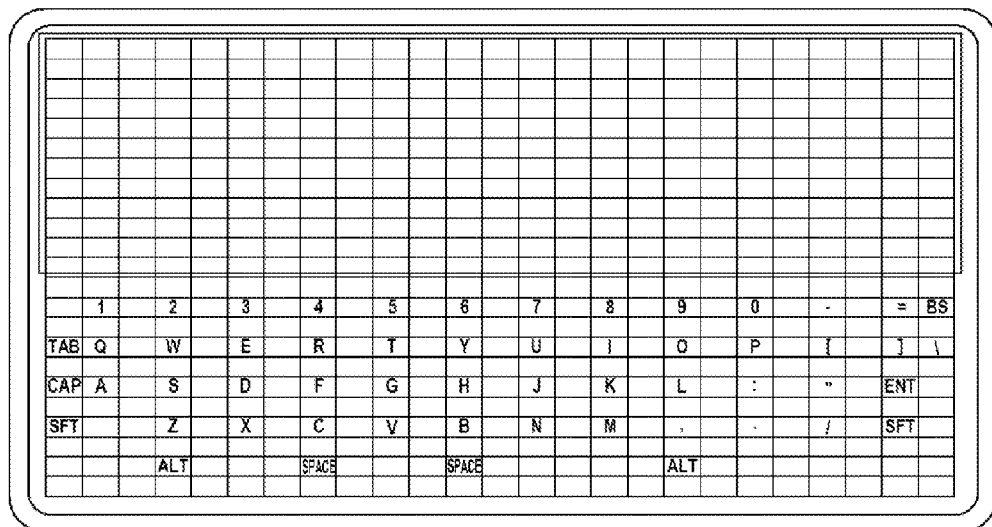 1 2 3 4 5 6 7 8 9 0 - = BS
TAB Q W E R T Y U I O P [ ] \
CAP A S D F G H J K L : " ENT
SFT Z X C V B N M , . / SFT
ALT SPACE SPACE ALT